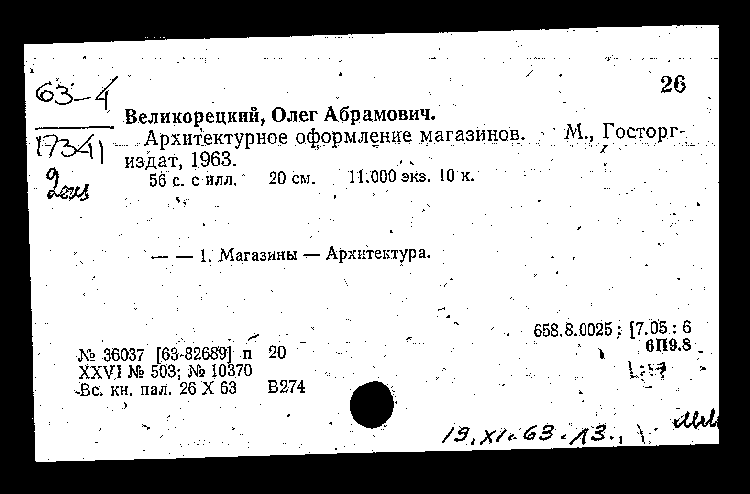 26
63-4
17341
Великорецкий, Олег Абрамович.
Архитектурное оформление магазинов. М., Госторг-
издат, 1963.
56 с. с илл. 20 см. 11.000 экз. 10 к.
— — 1. Магазины — Архитектура.
658.8.0025; [7.05 : 6
6П9.8
№ 36037 [63-82689] п 20
XXVI № 503; № 10370
Вс. кн. пал. 26 X 63 В274
19.XI.63.